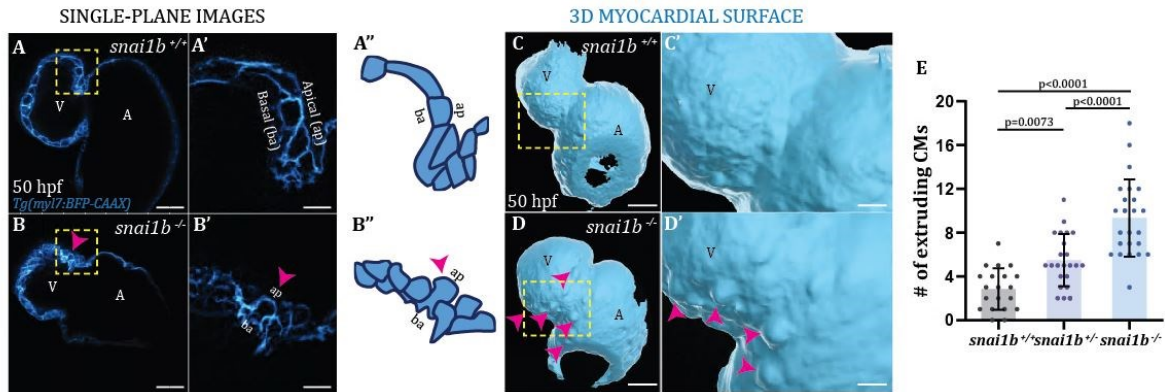 SINGLE-PLANE IMAGES
3D MYOCARDIAL SURFACE
A
snai1b +/+
V
A
50 hpf
Tg(myl7:BFP-CAAX)
A'
Basal (ba)
Apical (ap)
A''
ba
ap
C
snai1b +/+
V
A
50 hpf
C'
V
B
snai1b -/-
V
A
B'
ap
ba
B''
ap
ba
D
snai1b -/-
V
A
D'
V
E
p<0.0001
p<0.0001
p=0.0073
# of extruding CMs
20
16
12
8
4
0
snai1b +/+ snai1b +/- snai1b -/-